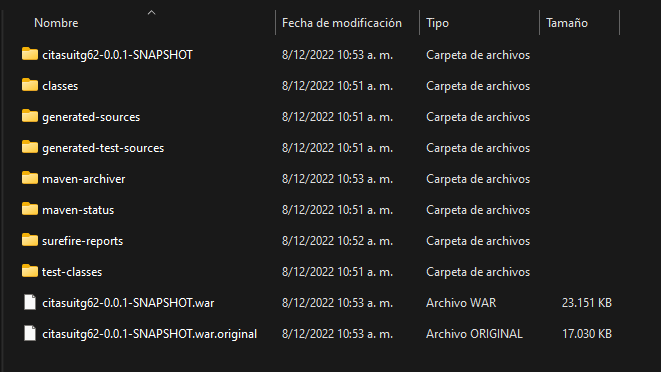 Nombre Fecha de modificación Tipo Tamaño
citasuitg62-0.0.1-SNAPSHOT 8/12/2022 10:53 a. m. Carpeta de archivos
classes 8/12/2022 10:51 a. m. Carpeta de archivos
generated-sources 8/12/2022 10:51 a. m. Carpeta de archivos
generated-test-sources 8/12/2022 10:51 a. m. Carpeta de archivos
maven-archiver 8/12/2022 10:53 a. m. Carpeta de archivos
maven-status 8/12/2022 10:51 a. m. Carpeta de archivos
surefire-reports 8/12/2022 10:52 a. m. Carpeta de archivos
test-classes 8/12/2022 10:51 a. m. Carpeta de archivos
citasuitg62-0.0.1-SNAPSHOT.war 8/12/2022 10:53 a. m. Archivo WAR 23.151 KB
citasuitg62-0.0.1-SNAPSHOT.war.original 8/12/2022 10:53 a. m. Archivo ORIGINAL 17.030 KB